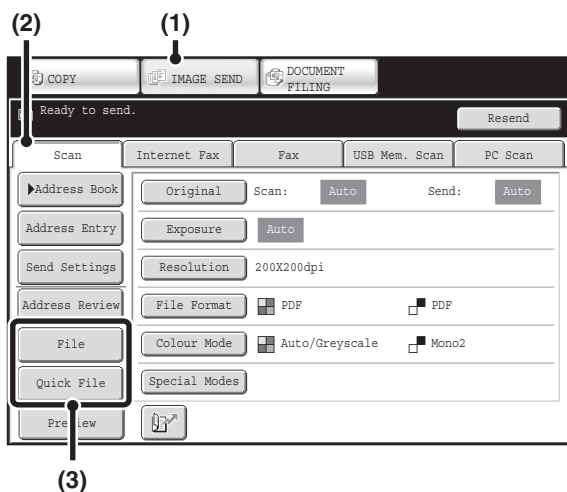 (2) (1)
COPY IMAGE SEND DOCUMENT
FILING
Ready to send.
Resend
Scan Internet Fax Fax USB Mem. Scan PC Scan
Address Book Original Scan: Auto Send: Auto
Address Entry Exposure Auto
Send Settings Resolution 200X200dpi
Address Review File Format PDF PDF
File Colour Mode Auto/Greyscale Mono2
Quick File Special Modes
Preview
(3)